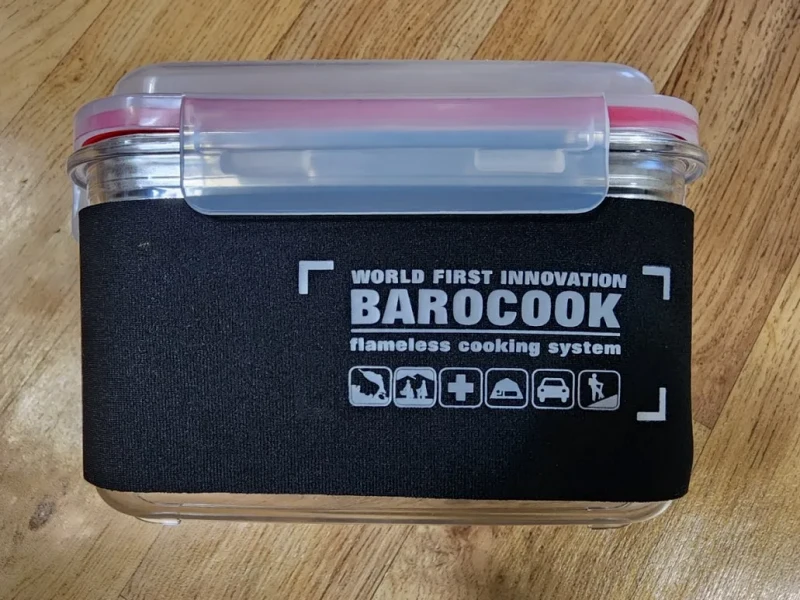 WORLD FIRST INNOVATION
BAROCOOK
flameless cooking system